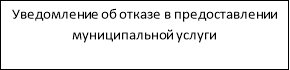 Уведомление об отказе в предоставлении
муниципальной услуги